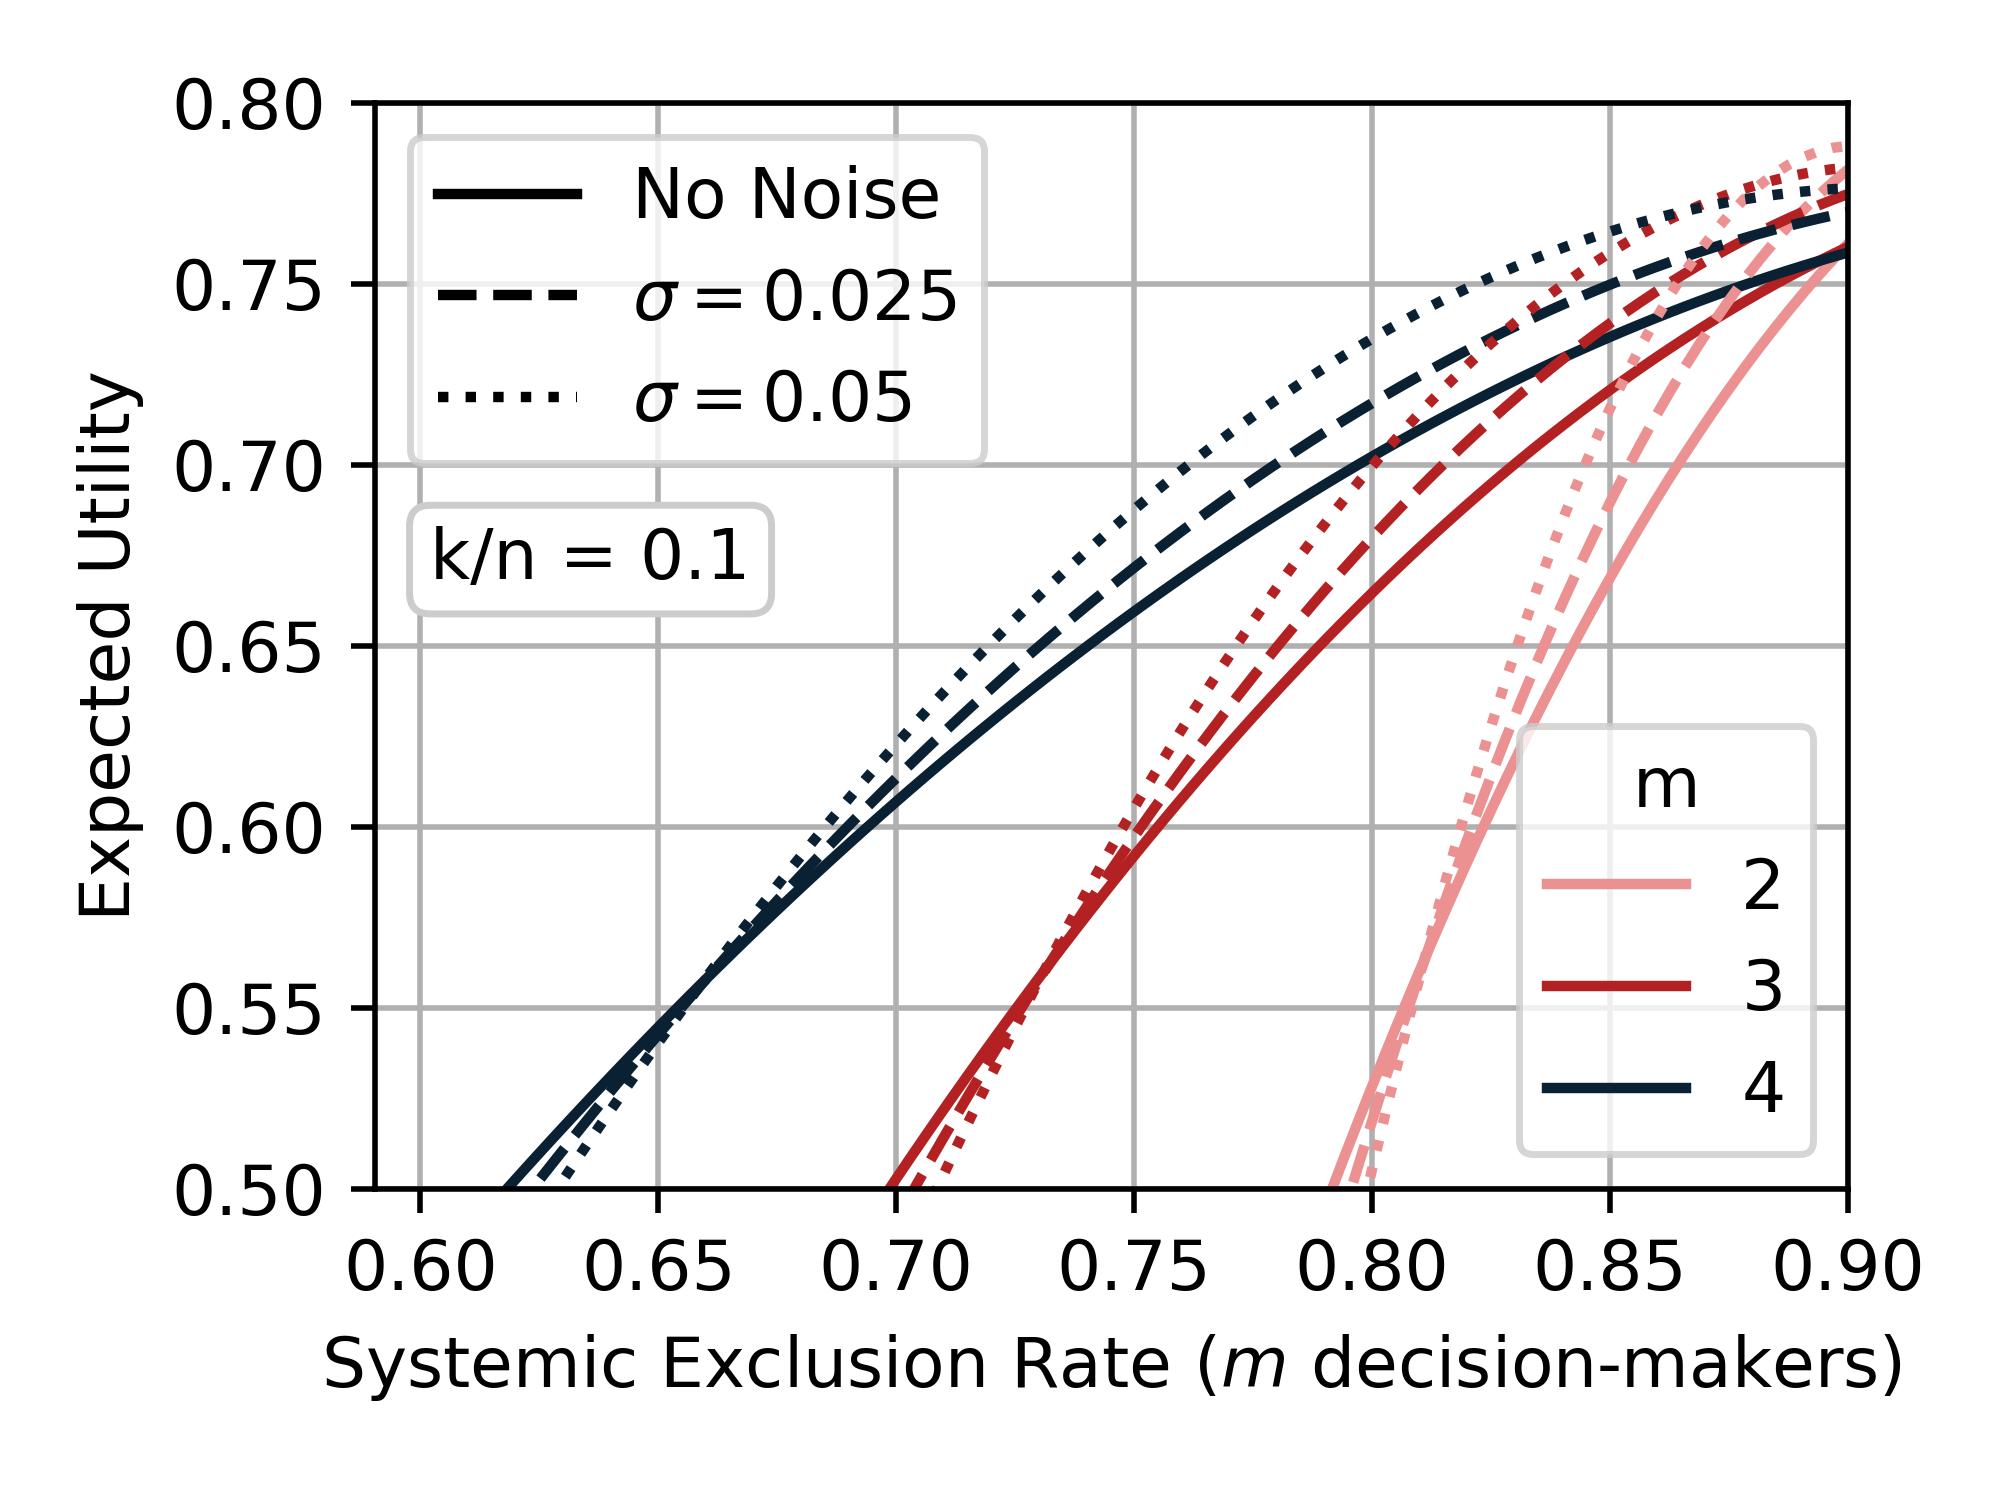 0.80
0.75
0.70
0.65
0.60
0.55
0.50
Expected Utility
No Noise
σ = 0.025
σ = 0.05
k/n = 0.1
m
2
3
4
0.60 0.65 0.70 0.75 0.80 0.85 0.90
Systemic Exclusion Rate (m decision-makers)